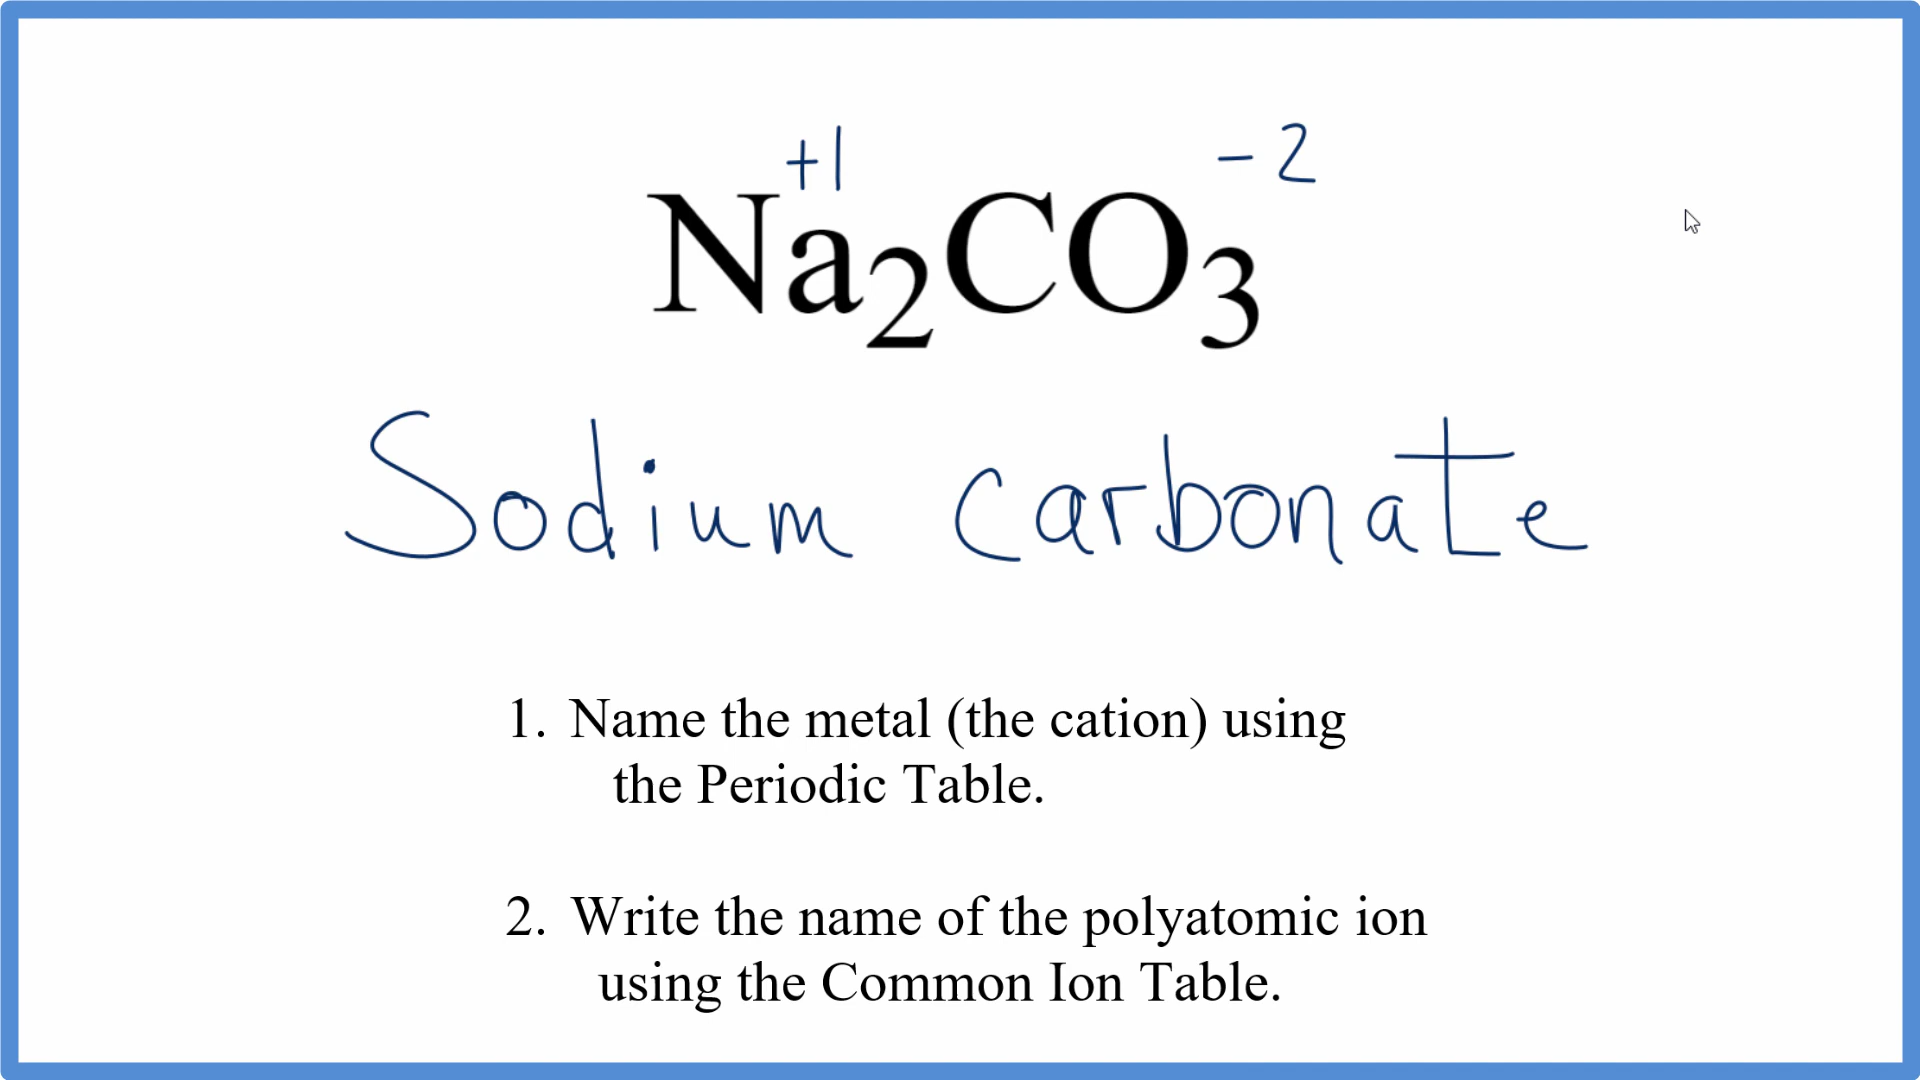 +1 -2
Na₂CO₃
Sodium carbonate
1. Name the metal (the cation) using
the Periodic Table.
2. Write the name of the polyatomic ion
using the Common Ion Table.